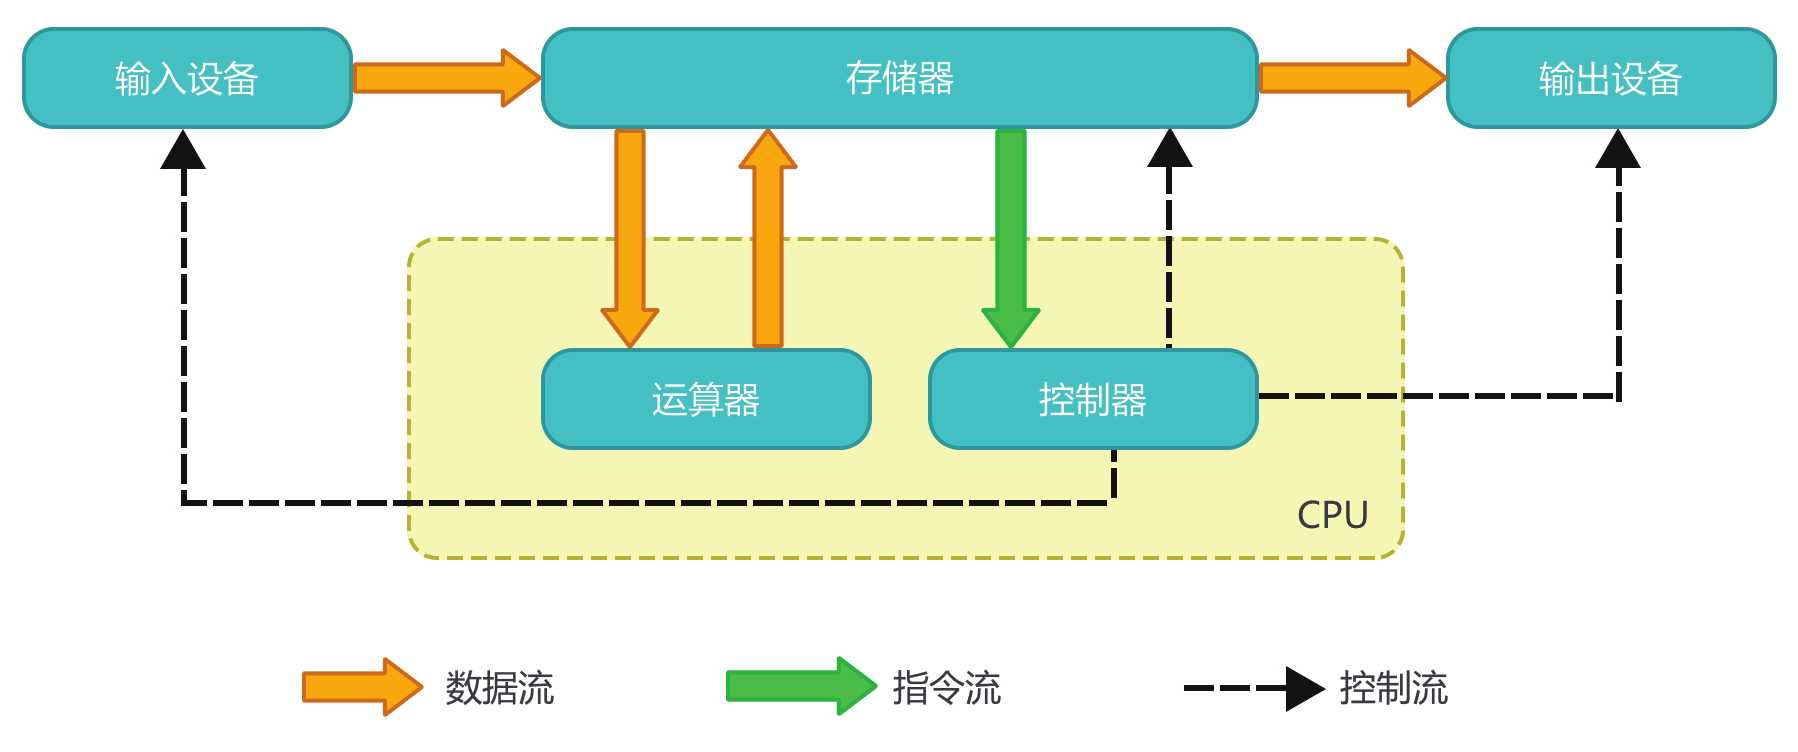 输入设备
存储器
输出设备
运算器
控制器
CPU
数据流
指令流
控制流